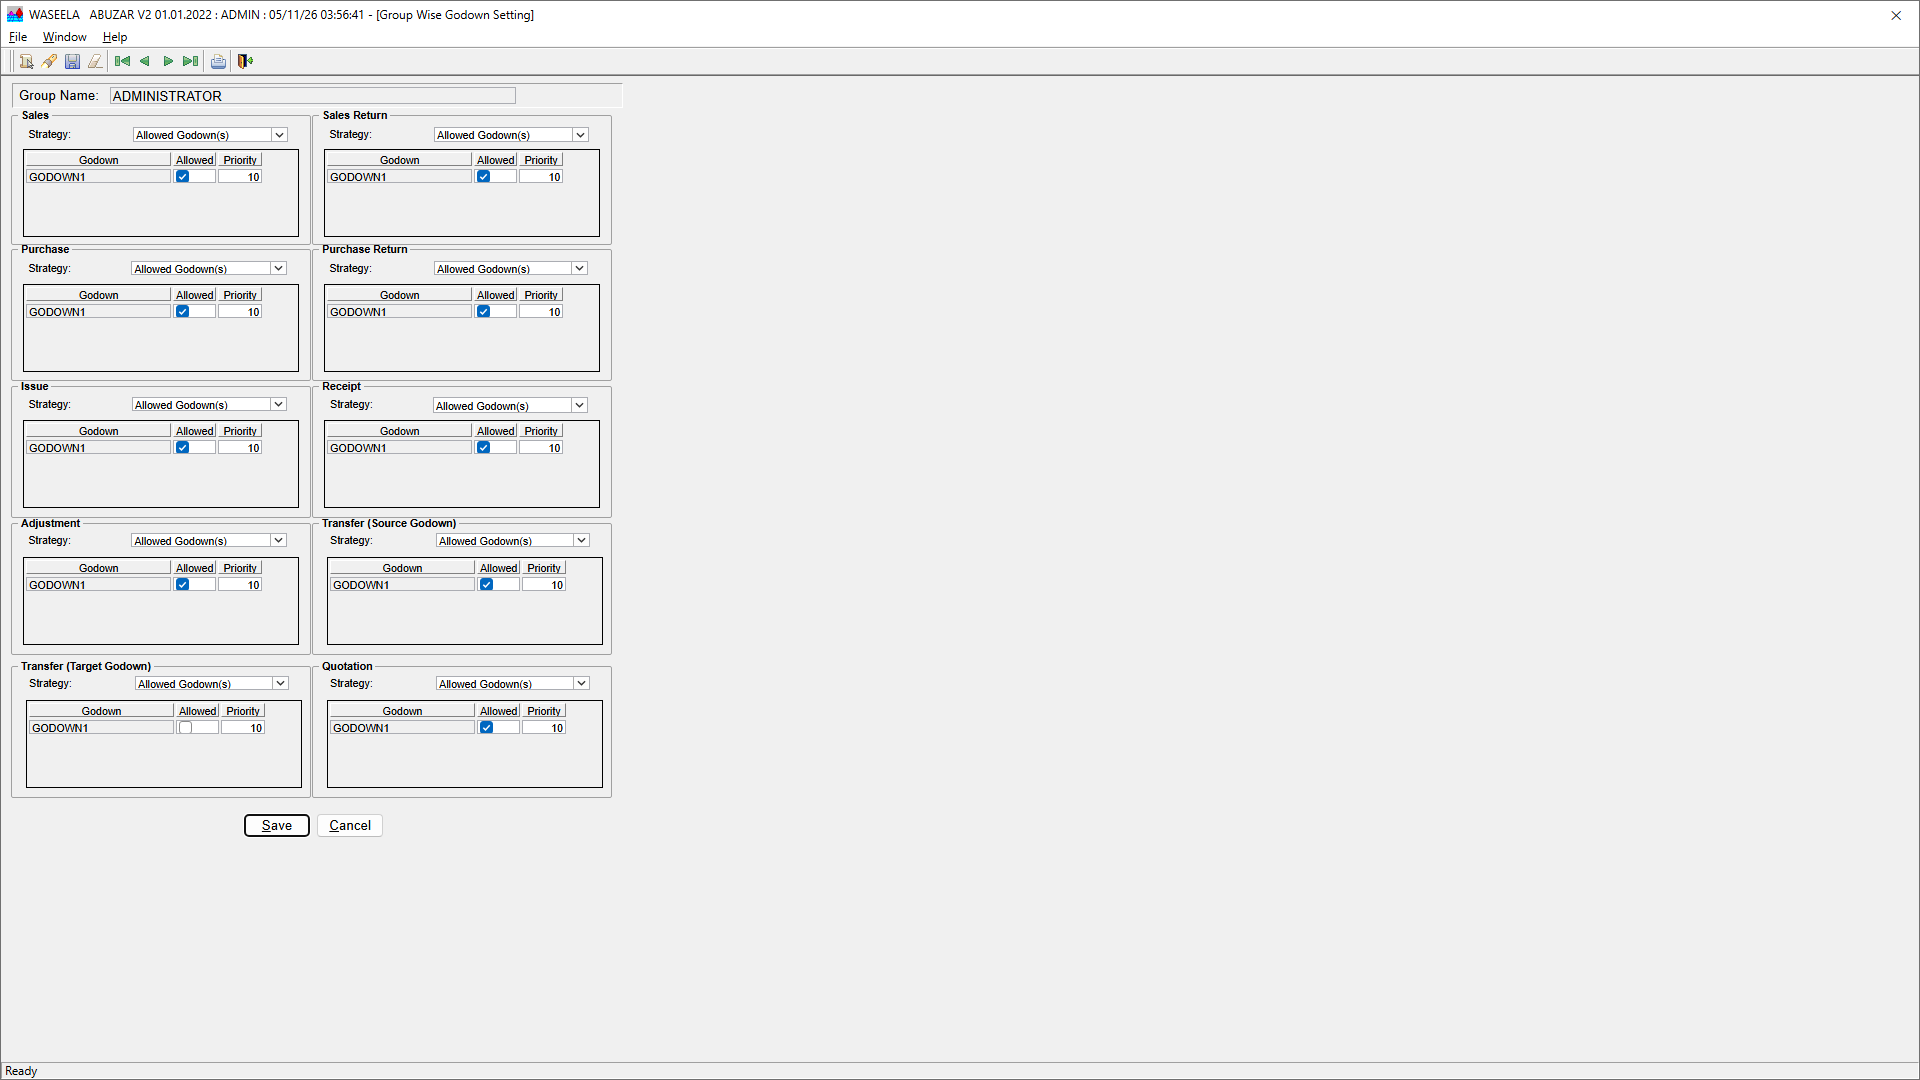 WASEELA ABUZAR V2 01.01.2022 : ADMIN : 05/11/26 03:56:41 - [Group Wise Godown Setting]
File Window Help
Group Name: ADMINISTRATOR
Sales
Strategy: Allowed Godown(s)
Godown Allowed Priority
GODOWN1 10
Sales Return
Strategy: Allowed Godown(s)
Godown Allowed Priority
GODOWN1 10
Purchase
Strategy: Allowed Godown(s)
Godown Allowed Priority
GODOWN1 10
Purchase Return
Strategy: Allowed Godown(s)
Godown Allowed Priority
GODOWN1 10
Issue
Strategy: Allowed Godown(s)
Godown Allowed Priority
GODOWN1 10
Receipt
Strategy: Allowed Godown(s)
Godown Allowed Priority
GODOWN1 10
Adjustment
Strategy: Allowed Godown(s)
Godown Allowed Priority
GODOWN1 10
Transfer (Source Godown)
Strategy: Allowed Godown(s)
Godown Allowed Priority
GODOWN1 10
Transfer (Target Godown)
Strategy: Allowed Godown(s)
Godown Allowed Priority
GODOWN1 10
Quotation
Strategy: Allowed Godown(s)
Godown Allowed Priority
GODOWN1 10
Save Cancel
Ready